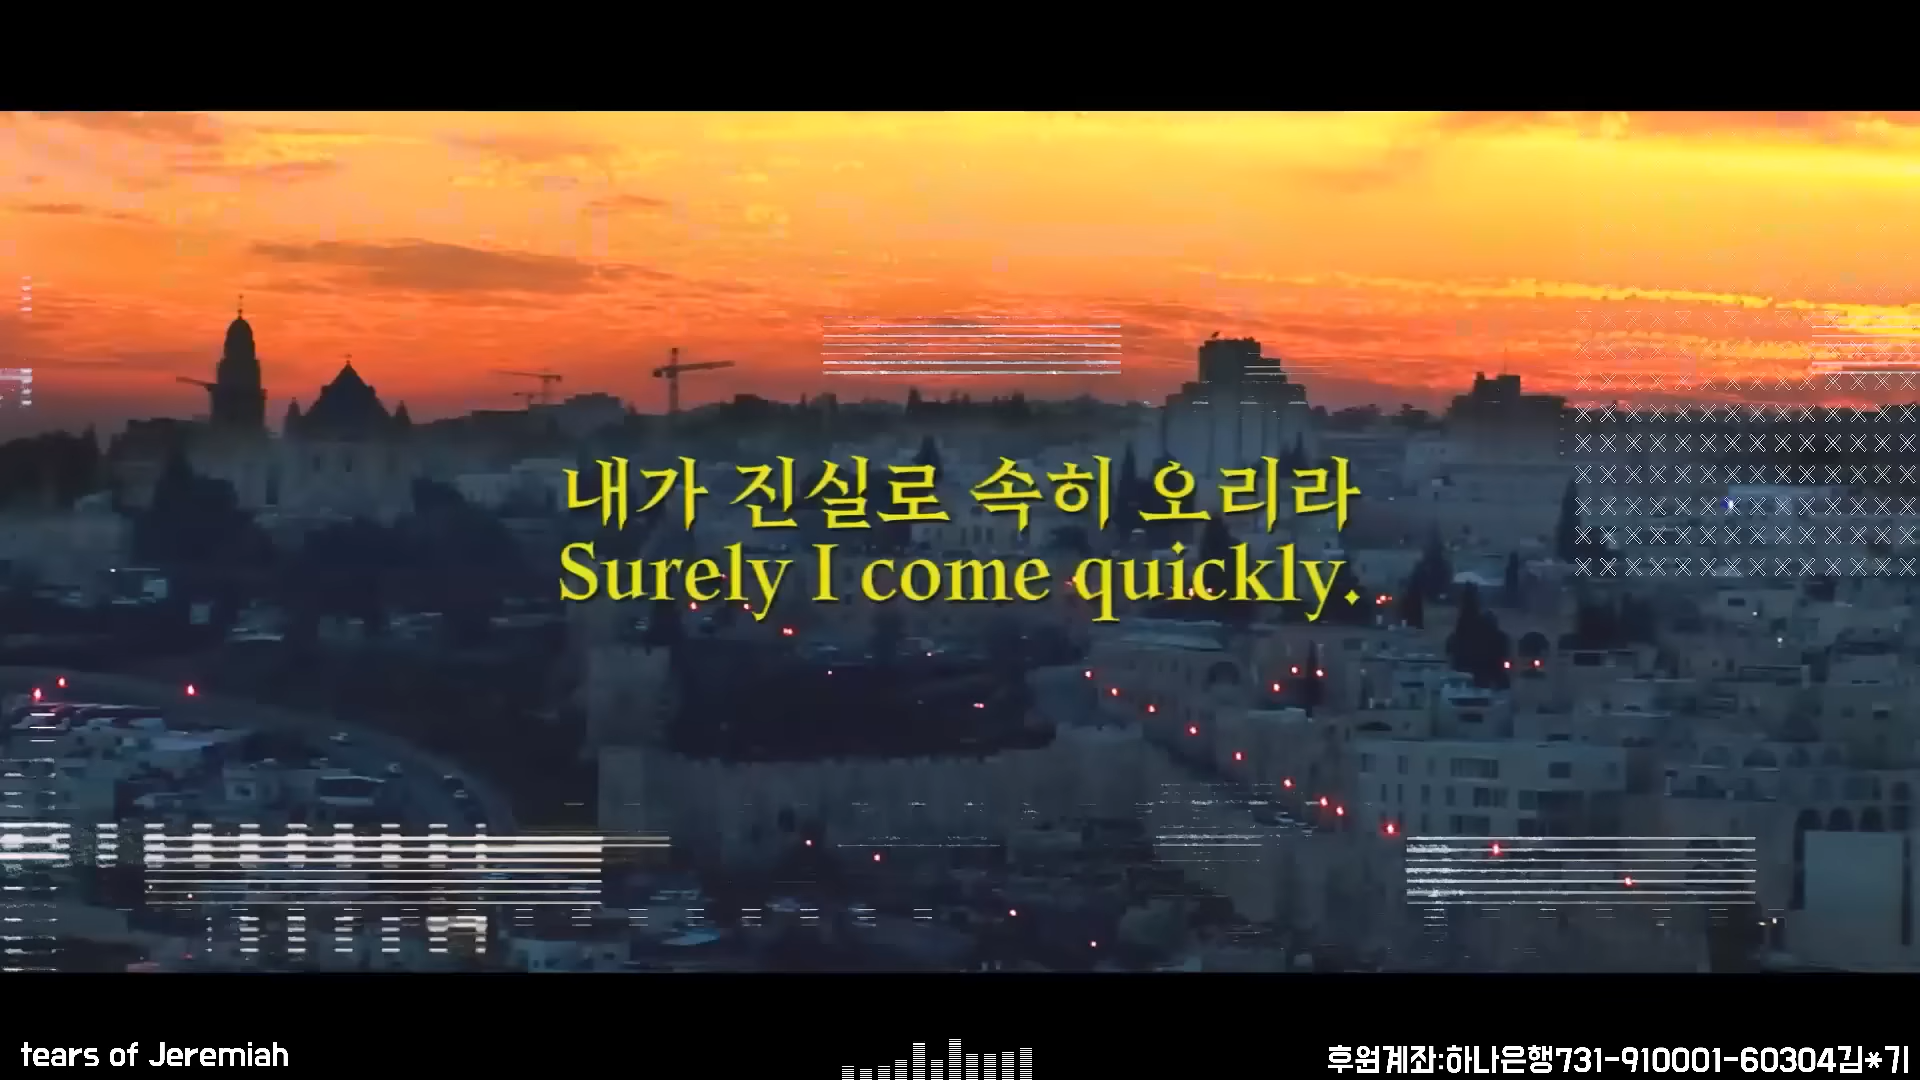 내가 진실로 속히 오리라
Surely I come quickly.
tears of Jeremiah
후원계좌:하나은행731-910001-60304김*기